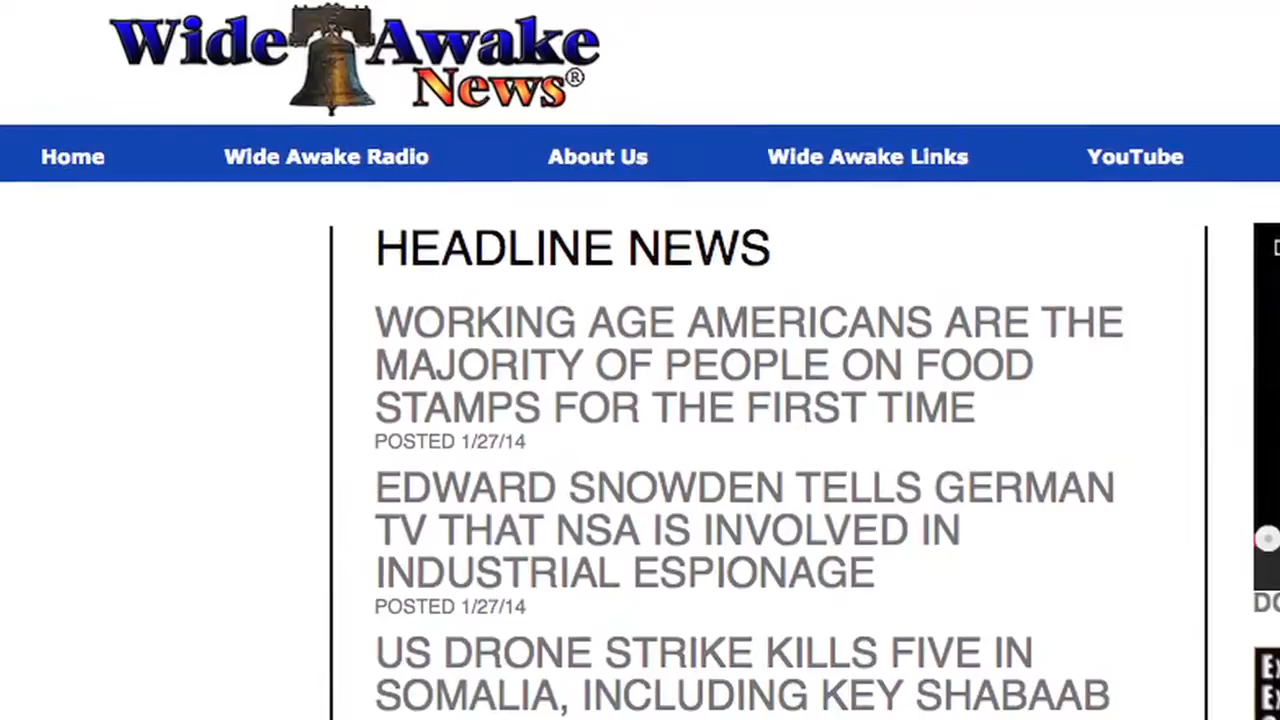 Wide Awake
News®
Home Wide Awake Radio About Us Wide Awake Links YouTube
HEADLINE NEWS
WORKING AGE AMERICANS ARE THE
MAJORITY OF PEOPLE ON FOOD
STAMPS FOR THE FIRST TIME
POSTED 1/27/14
EDWARD SNOWDEN TELLS GERMAN
TV THAT NSA IS INVOLVED IN
INDUSTRIAL ESPIONAGE
POSTED 1/27/14
US DRONE STRIKE KILLS FIVE IN
SOMALIA, INCLUDING KEY SHABAAB